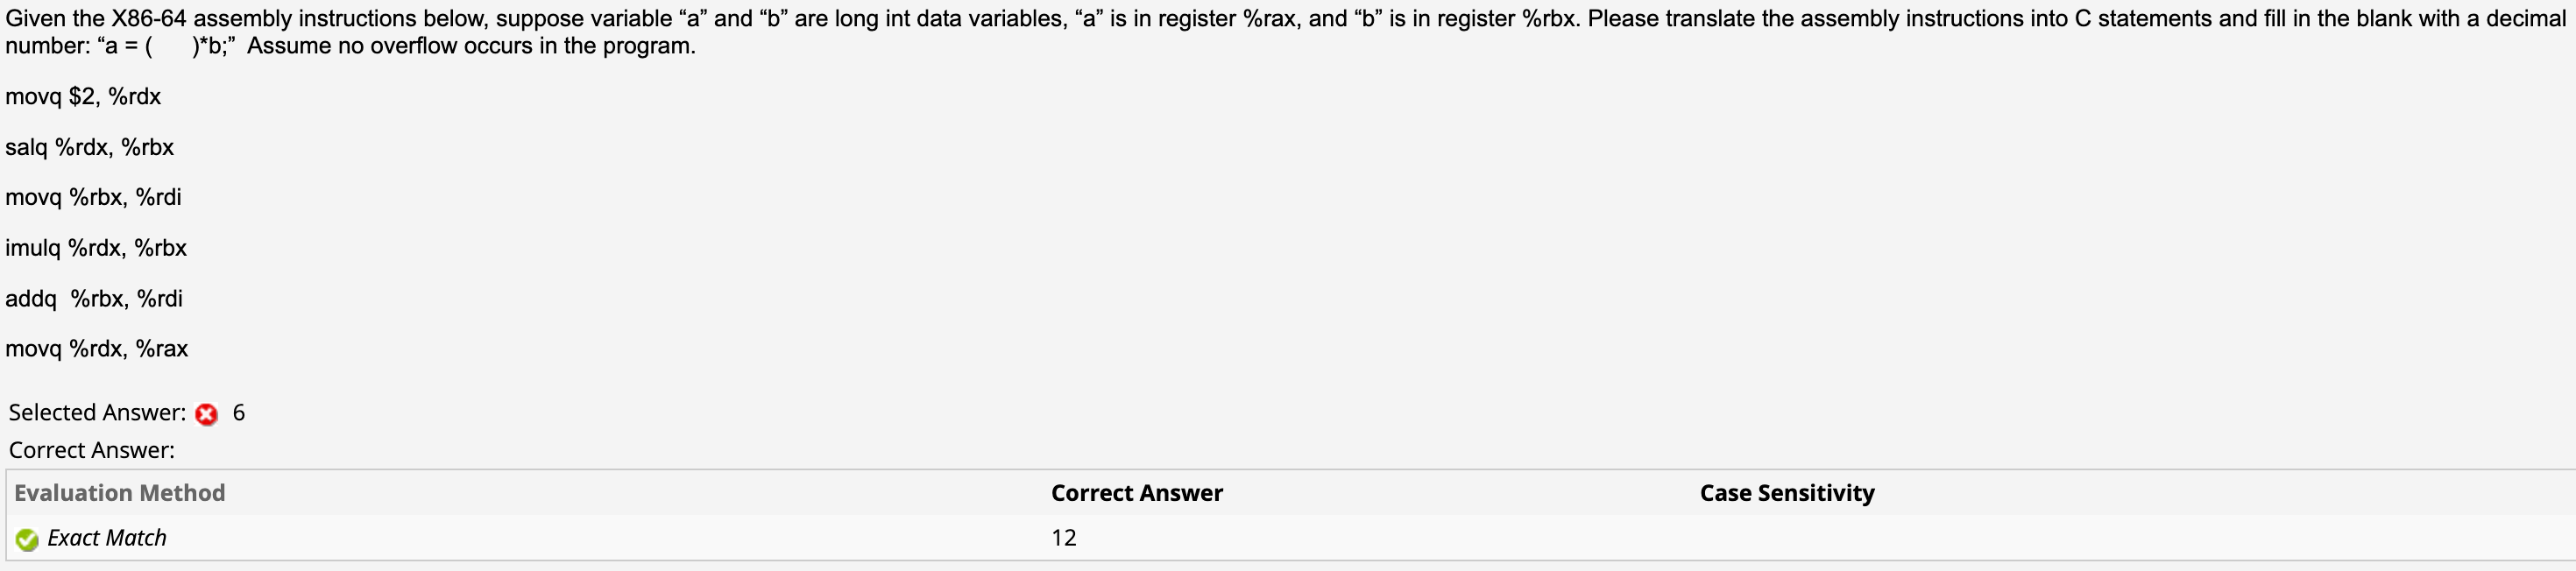 Given the X86-64 assembly instructions below, suppose variable “a” and “b” are long int data variables, “a” is in register %rax, and “b” is in register %rbx. Please translate the assembly instructions into C statements and fill in the blank with a decimal
number: “a = (      )*b;”  Assume no overflow occurs in the program.
movq $2, %rdx
salq %rdx, %rbx
movq %rbx, %rdi
imulq %rdx, %rbx
addq  %rbx, %rdi
movq %rdx, %rax
Selected Answer: 6
Correct Answer:
Evaluation Method Correct Answer Case Sensitivity
Exact Match 12